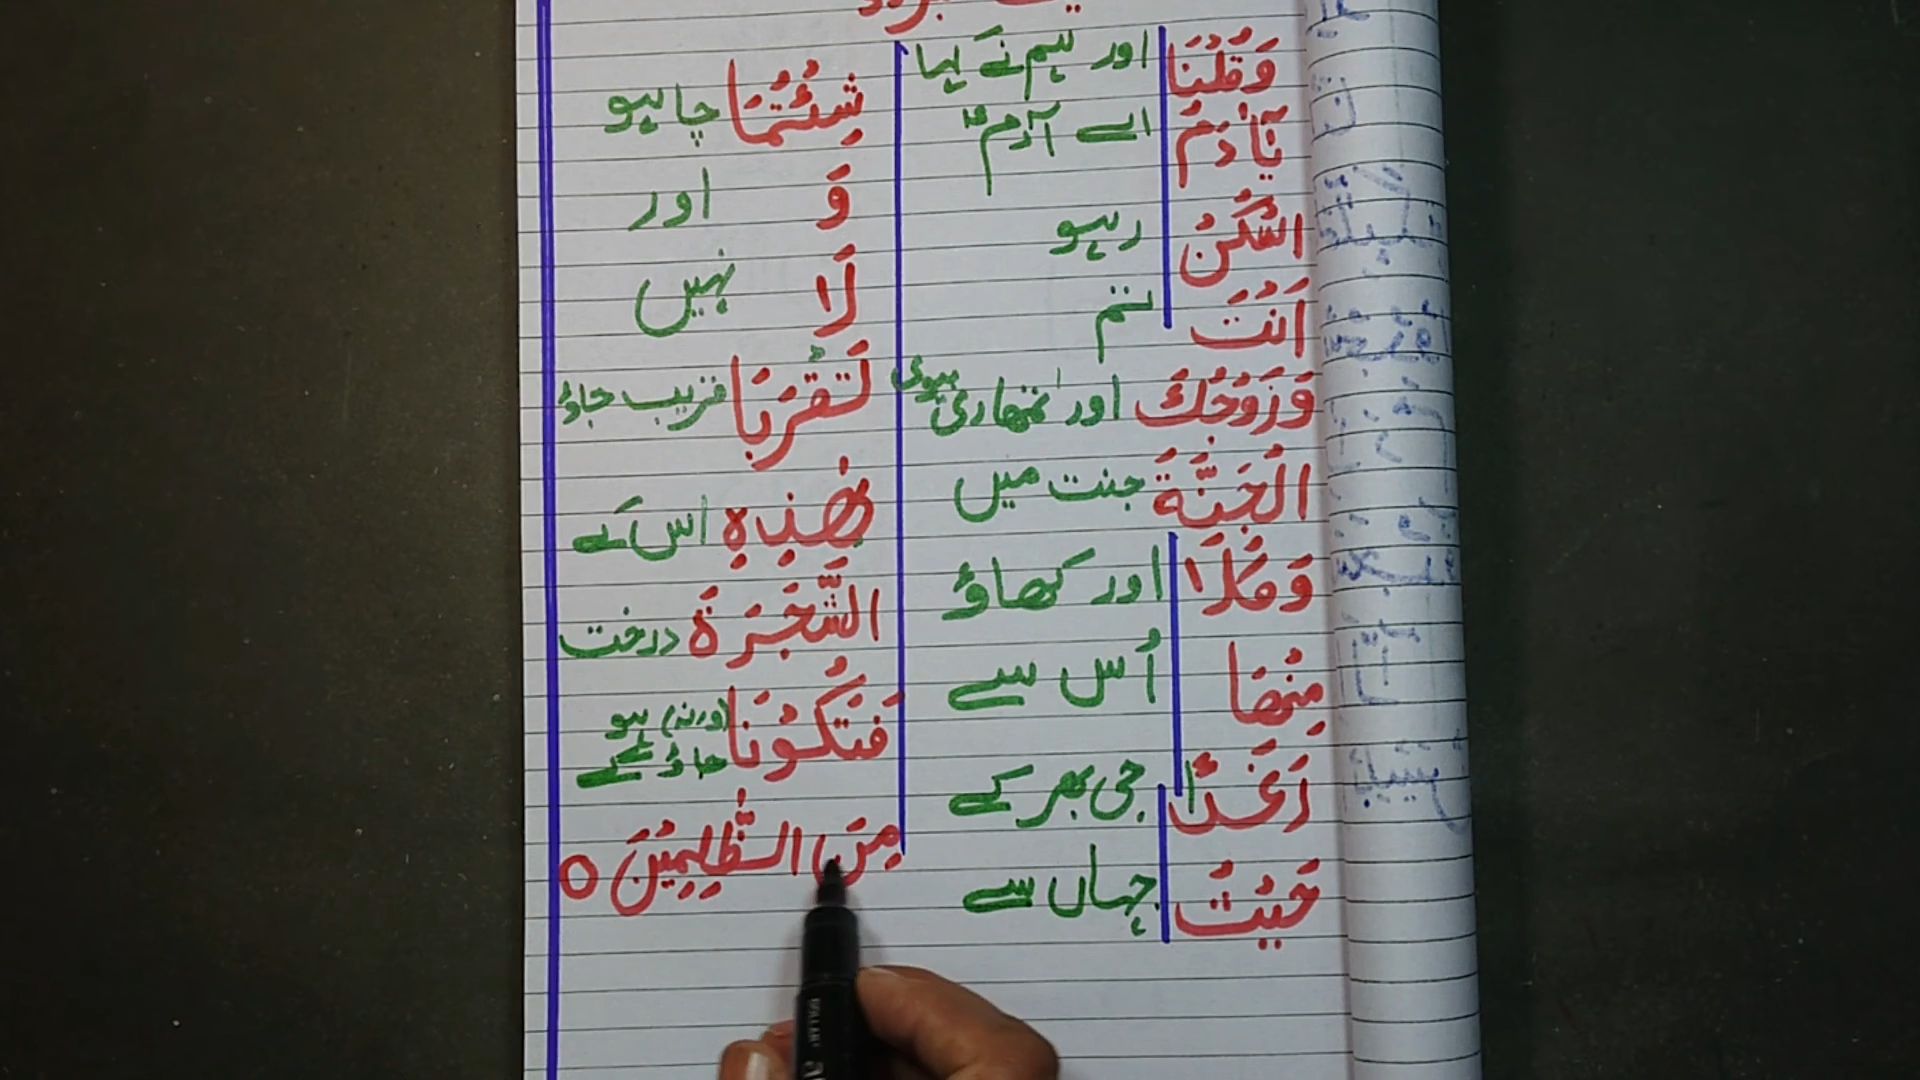 وَقُلْنَا اور ہم نے کہا
يٰۤاٰدَمُ اے آدمؑ
اسْكُنْ رہو
اَنْتَ تم
وَزَوْجُكَ اور تمھاری بیوی
الْجَنَّةَ جنت میں
وَكُلَا اور کھاؤ
مِنْهَا اُس سے
رَغَدًا جی بھر کے
حَيْثُ جہاں سے
شِئْتُمَا چاہو
وَ اور
لَا نہیں
تَقْرَبَا قریب جاؤ
هٰذِهِ اس کے
الشَّجَرَةَ درخت
فَتَكُوْنَا (ورنہ) ہو جاؤ گے
مِنَ الظّٰلِمِيْنَ ○